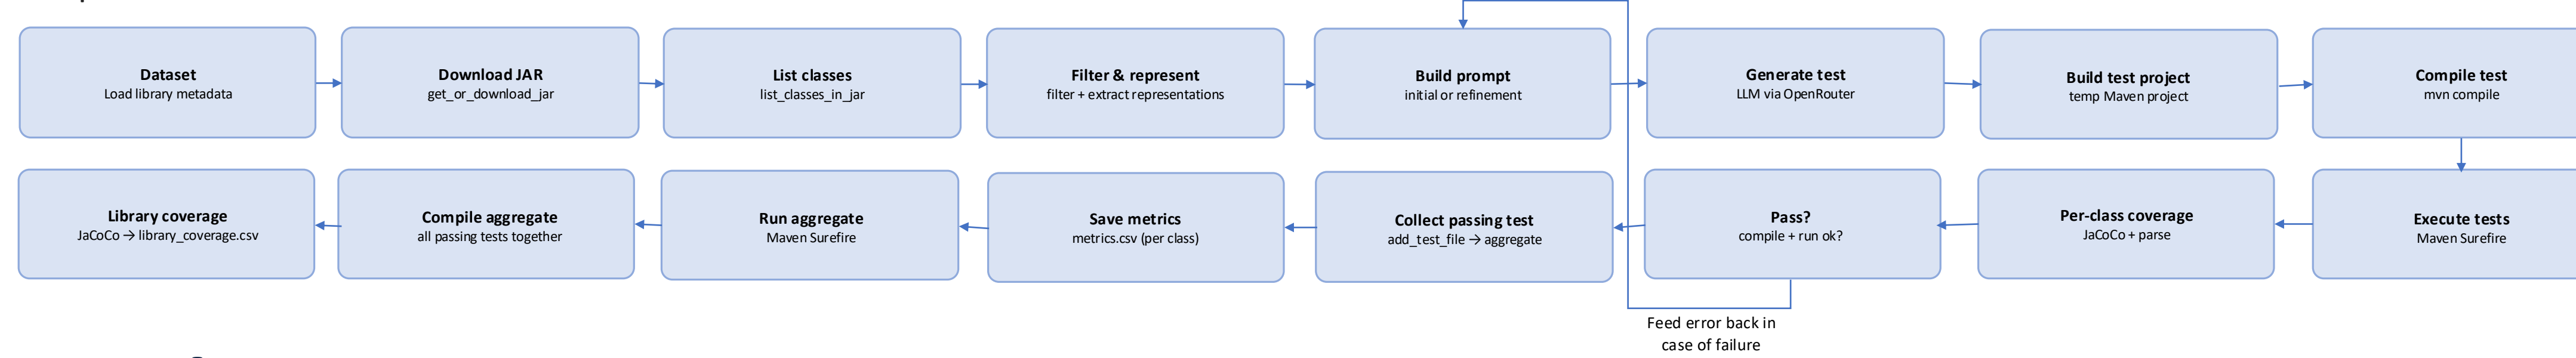 Dataset
Load library metadata
Download JAR
get_or_download_jar
List classes
list_classes_in_jar
Filter & represent
filter + extract representations
Build prompt
initial or refinement
Generate test
LLM via OpenRouter
Build test project
temp Maven project
Compile test
mvn compile
Library coverage
JaCoCo → library_coverage.csv
Compile aggregate
all passing tests together
Run aggregate
Maven Surefire
Save metrics
metrics.csv (per class)
Collect passing test
add_test_file → aggregate
Pass?
compile + run ok?
Per-class coverage
JaCoCo + parse
Execute tests
Maven Surefire
Feed error back in
case of failure